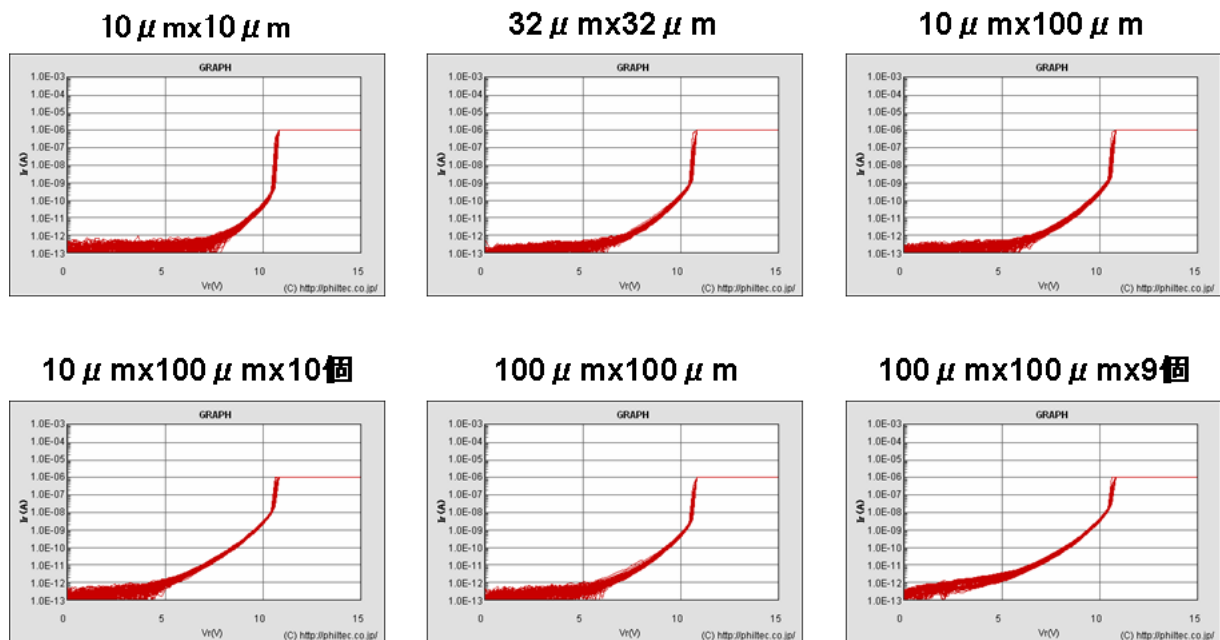 10μmx10μm
32μmx32μm
10μmx100μm
GRAPH
1.0E-03
1.0E-04
1.0E-05
1.0E-06
1.0E-07
1.0E-08
1.0E-09
1.0E-10
1.0E-11
1.0E-12
1.0E-13
Ir(A)
0 5 10 15
Vr(V)
(C) http://philtec.co.jp/
GRAPH
1.0E-03
1.0E-04
1.0E-05
1.0E-06
1.0E-07
1.0E-08
1.0E-09
1.0E-10
1.0E-11
1.0E-12
1.0E-13
Ir(A)
0 5 10 15
Vr(V)
(C) http://philtec.co.jp/
GRAPH
1.0E-03
1.0E-04
1.0E-05
1.0E-06
1.0E-07
1.0E-08
1.0E-09
1.0E-10
1.0E-11
1.0E-12
1.0E-13
Ir(A)
0 5 10 15
Vr(V)
(C) http://philtec.co.jp/
10μmx100μmx10個
100μmx100μm
100μmx100μmx9個
GRAPH
1.0E-03
1.0E-04
1.0E-05
1.0E-06
1.0E-07
1.0E-08
1.0E-09
1.0E-10
1.0E-11
1.0E-12
1.0E-13
Ir(A)
0 5 10 15
Vr(V)
(C) http://philtec.co.jp/
GRAPH
1.0E-03
1.0E-04
1.0E-05
1.0E-06
1.0E-07
1.0E-08
1.0E-09
1.0E-10
1.0E-11
1.0E-12
1.0E-13
Ir(A)
0 5 10 15
Vr(V)
(C) http://philtec.co.jp/
GRAPH
1.0E-03
1.0E-04
1.0E-05
1.0E-06
1.0E-07
1.0E-08
1.0E-09
1.0E-10
1.0E-11
1.0E-12
1.0E-13
Ir(A)
0 5 10 15
Vr(V)
(C) http://philtec.co.jp/